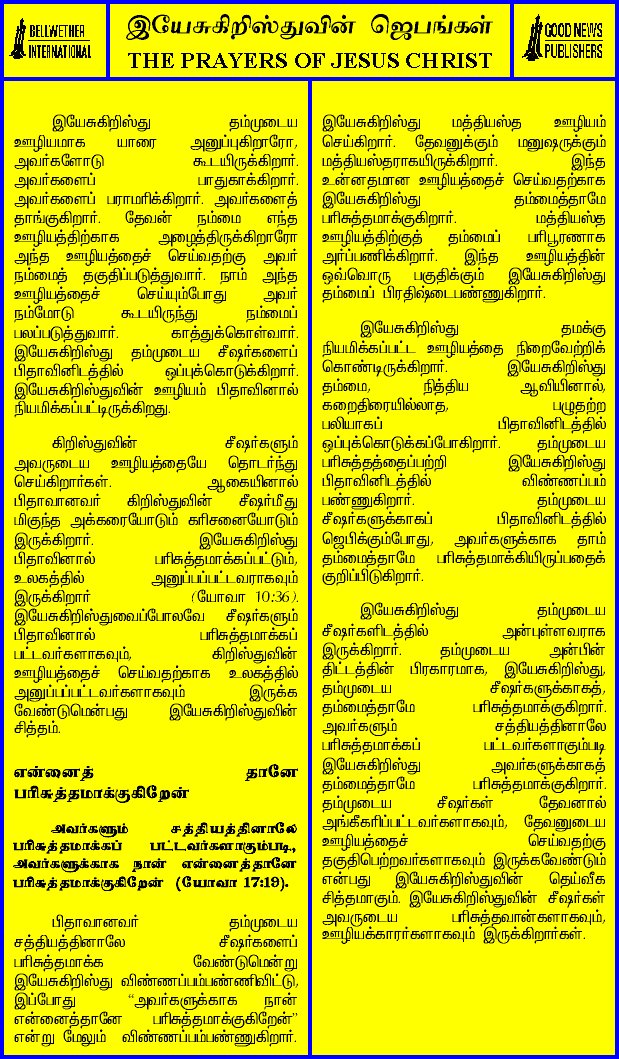 BELLWETHER
INTERNATIONAL
இயேசுகிறிஸ்துவின் ஜெபங்கள்
THE PRAYERS OF JESUS CHRIST
GOOD NEWS
PUBLISHERS
இயேசுகிறிஸ்து தம்முடைய
ஊழியமாக யாரை அனுப்புகிறாரோ,
அவர்களோடு கூடயிருக்கிறார்.
அவர்களைப் பாதுகாக்கிறார்.
அவர்களைப் பராமரிக்கிறார். அவர்களைத்
தாங்குகிறார். தேவன் நம்மை எந்த
ஊழியத்திற்காக அழைத்திருக்கிறாரோ
அந்த ஊழியத்தைச் செய்வதற்கு அவர்
நம்மைத் தகுதிப்படுத்துவார். நாம் அந்த
ஊழியத்தைச் செய்யும்போது அவர்
நம்மோடு கூடயிருந்து நம்மைப்
பலப்படுத்துவார். காத்துக்கொள்வார்.
இயேசுகிறிஸ்து தம்முடைய சீஷர்களைப்
பிதாவினிடத்தில் ஒப்புக்கொடுக்கிறார்.
இயேசுகிறிஸ்துவின் ஊழியம் பிதாவினால்
நியமிக்கப்பட்டிருக்கிறது.
கிறிஸ்துவின் சீஷர்களும்
அவருடைய ஊழியத்தையே தொடர்ந்து
செய்கிறார்கள். ஆகையினால்
பிதாவானவர் கிறிஸ்துவின் சீஷர்மீது
மிகுந்த அக்கரையோடும் கரிசனையோடும்
இருக்கிறார். இயேசுகிறிஸ்து
பிதாவினால் பரிசுத்தமாக்கப்பட்டும்,
உலகத்தில் அனுப்பப்பட்டவராகவும்
இருக்கிறார் (யோவா 10:36).
இயேசுகிறிஸ்துவைப்போலவே சீஷர்களும்
பிதாவினால் பரிசுத்தமாக்கப்
பட்டவர்களாகவும், கிறிஸ்துவின்
ஊழியத்தைச் செய்வதற்காக உலகத்தில்
அனுப்பப்பட்டவர்களாகவும் இருக்க
வேண்டுமென்பது இயேசுகிறிஸ்துவின்
சித்தம்.
என்னைத் தானே
பரிசுத்தமாக்குகிறேன்
அவர்களும் சத்தியத்தினாலே
பரிசுத்தமாக்கப் பட்டவர்களாகும்படி,
அவர்களுக்காக நான் என்னைத்தானே
பரிசுத்தமாக்குகிறேன் (யோவா 17:19).
பிதாவானவர் தம்முடைய
சத்தியத்தினாலே சீஷர்களைப்
பரிசுத்தமாக்க வேண்டுமென்று
இயேசுகிறிஸ்து விண்ணப்பம்பண்ணிவிட்டு,
இப்போது “அவர்களுக்காக நான்
என்னைத்தானே பரிசுத்தமாக்குகிறேன்”
என்று மேலும் விண்ணப்பம்பண்ணுகிறார்.
இயேசுகிறிஸ்து மத்தியஸ்த ஊழியம்
செய்கிறார். தேவனுக்கும் மனுஷருக்கும்
மத்தியஸ்தராகயிருக்கிறார். இந்த
உன்னதமான ஊழியத்தைச் செய்வதற்காக
இயேசுகிறிஸ்து தம்மைத்தாமே
பரிசுத்தமாக்குகிறார். மத்தியஸ்த
ஊழியத்திற்குத் தம்மைப் பரிபூரணாக
அர்ப்பணிக்கிறார். இந்த ஊழியத்தின்
ஒவ்வொரு பகுதிக்கும் இயேசுகிறிஸ்து
தம்மைப் பிரதிஷ்டைபண்ணுகிறார்.
இயேசுகிறிஸ்து தமக்கு
நியமிக்கப்பட்ட ஊழியத்தை நிறைவேற்றிக்
கொண்டிருக்கிறார். இயேசுகிறிஸ்து
தம்மை, நித்திய ஆவியினால்,
கறைதிரையில்லாத, பழுதற்ற
பலியாகப் பிதாவினிடத்தில்
ஒப்புக்கொடுக்கப்போகிறார். தம்முடைய
பரிசுத்தத்தைப்பற்றி இயேசுகிறிஸ்து
பிதாவினிடத்தில் விண்ணப்பம்
பண்ணுகிறார். தம்முடைய
சீஷர்களுக்காகப் பிதாவினிடத்தில்
ஜெபிக்கும்போது, அவர்களுக்காக தாம்
தம்மைத்தாமே பரிசுத்தமாக்கியிருப்பதைக்
குறிப்பிடுகிறார்.
இயேசுகிறிஸ்து தம்முடைய
சீஷர்களிடத்தில் அன்புள்ளவராக
இருக்கிறார். தம்முடைய அன்பின்
திட்டத்தின் பிரகாரமாக, இயேசுகிறிஸ்து,
தம்முடைய சீஷர்களுக்காகத்,
தம்மைத்தாமே பரிசுத்தமாக்குகிறார்.
அவர்களும் சத்தியத்தினாலே
பரிசுத்தமாக்கப் பட்டவர்களாகும்படி
இயேசுகிறிஸ்து அவர்களுக்காகத்
தம்மைத்தாமே பரிசுத்தமாக்குகிறார்.
தம்முடைய சீஷர்கள் தேவனால்
அங்கீகரிப்பட்டவர்களாகவும், தேவனுடைய
ஊழியத்தைச் செய்வதற்கு
தகுதிபெற்றவர்களாகவும் இருக்கவேண்டும்
என்பது இயேசுகிறிஸ்துவின் தெய்வீக
சித்தமாகும். இயேசுகிறிஸ்துவின் சீஷர்கள்
அவருடைய பரிசுத்தவான்களாகவும்,
ஊழியக்காரர்களாகவும் இருக்கிறார்கள்.